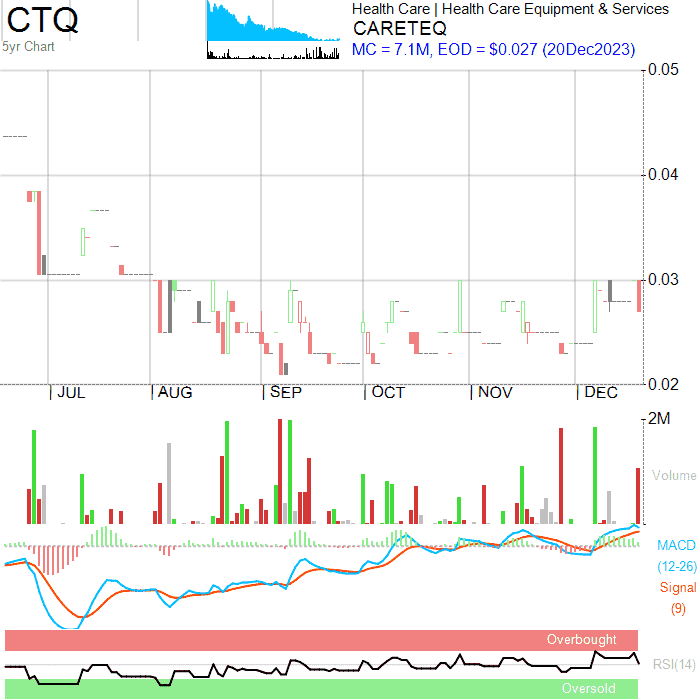 CTQ
5yr Chart
Health Care | Health Care Equipment & Services
CARETEQ
MC = 7.1M, EOD = $0.027 (20Dec2023)
0.05
0.04
0.03
0.02
| JUL | AUG | SEP | OCT | NOV | DEC
2M
Volume
MACD
(12-26)
Signal
(9)
Overbought
RSI(14)
Oversold